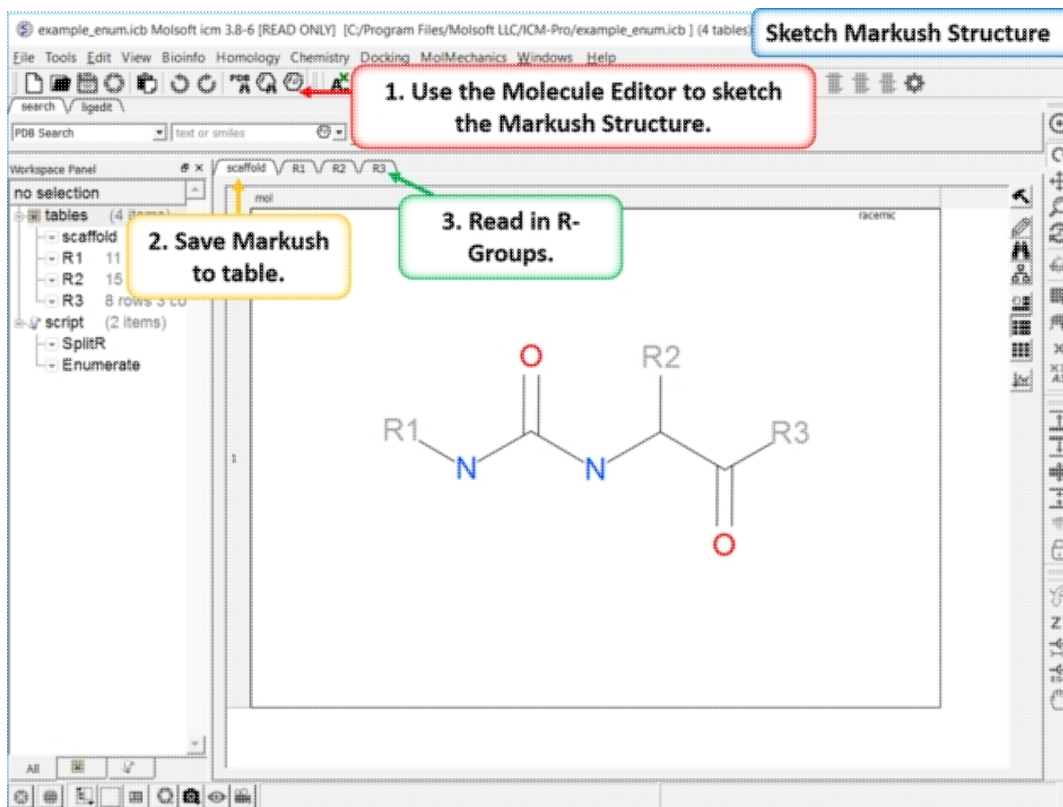 example_enum.icb Molsoft icm 3.8-6 [READ ONLY] [C:/Program Files/Molsoft LLC/ICM-Pro/example_enum.icb ] (4 tables)
Sketch Markush Structure
File Tools Edit View Bioinfo Homology Chemistry Docking MolMechanics Windows Help
PDB
1. Use the Molecule Editor to sketch
the Markush Structure.
search ligedit
PDB Search text or smiles
Workspace Panel
scaffold R1 R2 R3
no selection
mol
racemic
tables (4 items)
scaffold
R1 11
R2 15
R3 8 rows 3 co
script (2 items)
SplitR
Enumerate
2. Save Markush
to table.
3. Read in R-
Groups.
O R2
R1 R3
N N
O
1
All